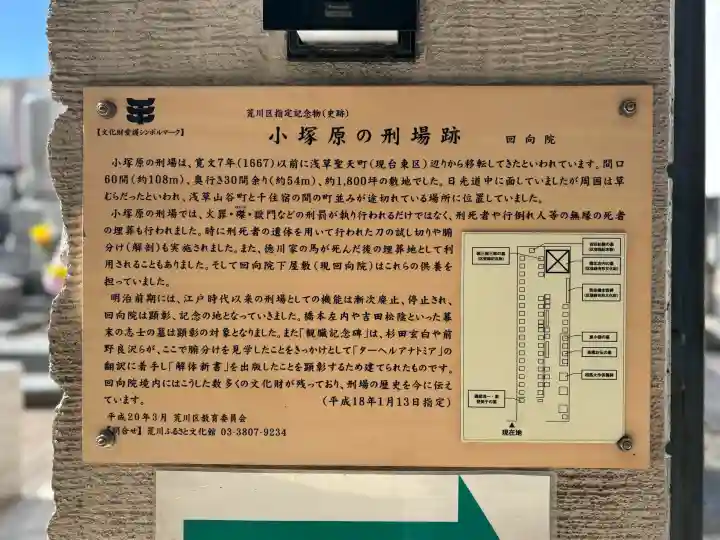 荒川区指定記念物(史跡)
【文化財愛護シンボルマーク】
小塚原の刑場跡 回向院
小塚原の刑場は、寛文7年(1667)以前に浅草聖天町(現台東区)辺りから移転してきたといわれています。間口
60間(約108m)、奥行き30間余り(約54m)、約1,800坪の敷地でした。日光道中に面していましたが周囲は草
むらだったといわれ、浅草山谷町と千住宿の間の町並みが途切れている場所に位置していました。
小塚原の刑場では、火罪・磔・獄門などの刑罰が執り行われるだけではなく、刑死者や行倒れ人等の無縁の死者
の埋葬も行われました。時に刑死者の遺体を用いて行われた刀の試し切りや腑
分け(解剖)も実施されました。また、徳川家の馬が死んだ後の埋葬地として利
用されることもありました。そして回向院下屋敷(現回向院)はこれらの供養を
担っていました。
明治前期には、江戸時代以来の刑場としての機能は漸次廃止、停止され、
回向院は顕彰、記念の地となっていきました。橋本左内や吉田松陰といった幕
末の志士の墓は顕彰の対象となりました。また「観臓記念碑」は、杉田玄白や前
野良沢らが、ここで腑分けを見学したことをきっかけとして「ターヘルアナトミア」の
翻訳に着手し「解体新書」を出版したことを顕彰するため建てられたものです。
回向院境内にはこうした数多くの文化財が残っており、刑場の歴史を今に伝え
ています。 (平成18年1月13日指定)
平成20年3月 荒川区教育委員会
【問合せ】荒川ふるさと文化館 03-3807-9234
現在地